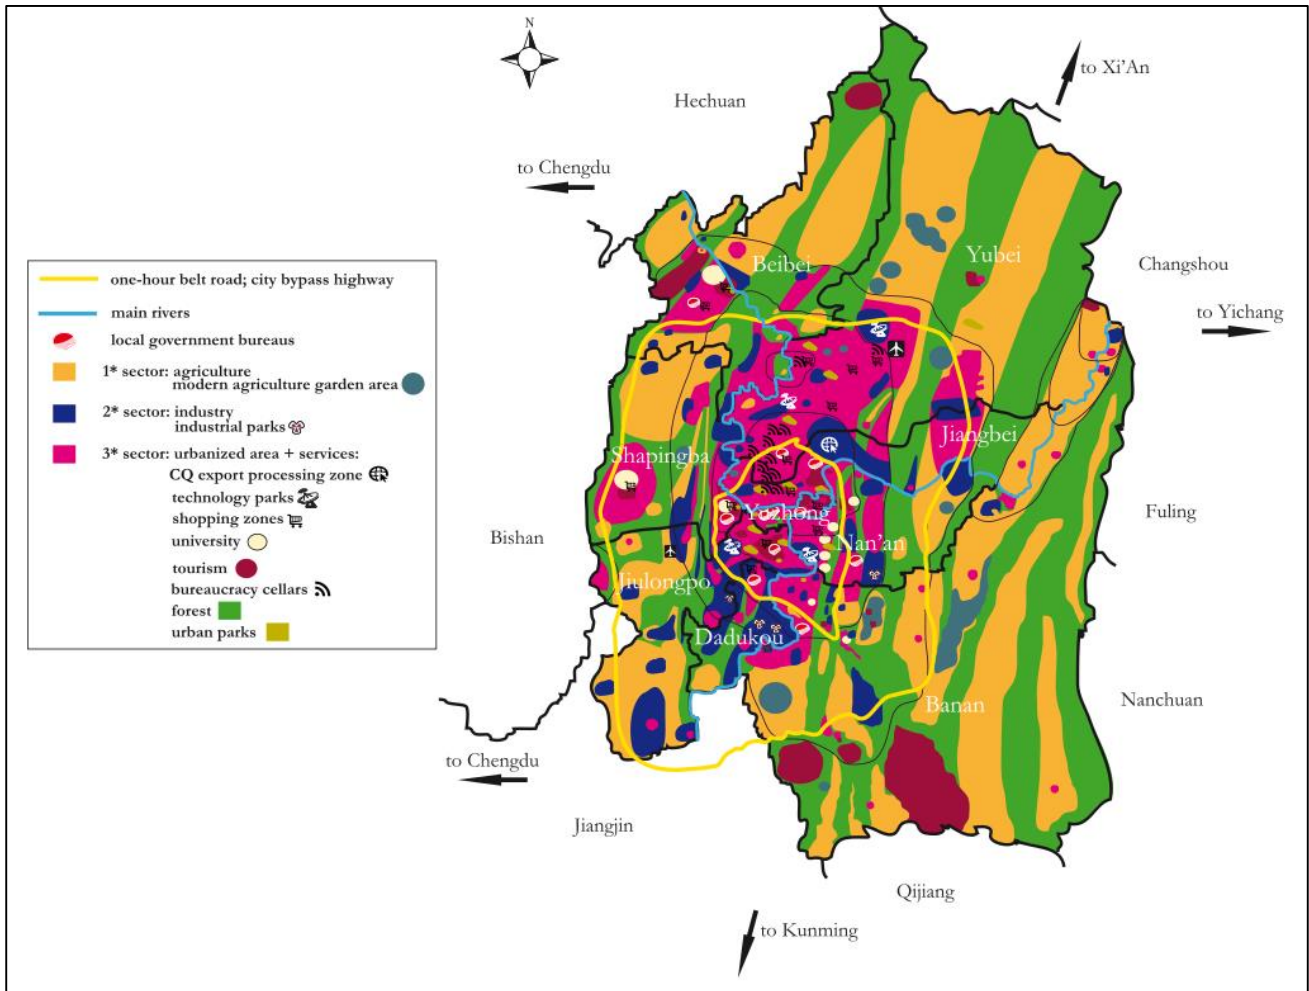 N
to Xi'An
Hechuan
to Chengdu
Beibei
Yubei
Changshou
to Yichang
one-hour belt road; city bypass highway
main rivers
local government bureaus
1* sector: agriculture
modern agriculture garden area
2* sector: industry
industrial parks
3* sector: urbanized area + services:
CQ export processing zone
technology parks
shopping zones
university
tourism
bureaucracy cellars
forest
urban parks
Jiangbei
Shapingba
Yuzhong
Fuling
Bishan
Nan'an
Jiulongpo
Dadukou
Banan
Nanchuan
to Chengdu
Jiangjin
Qijiang
to Kunming